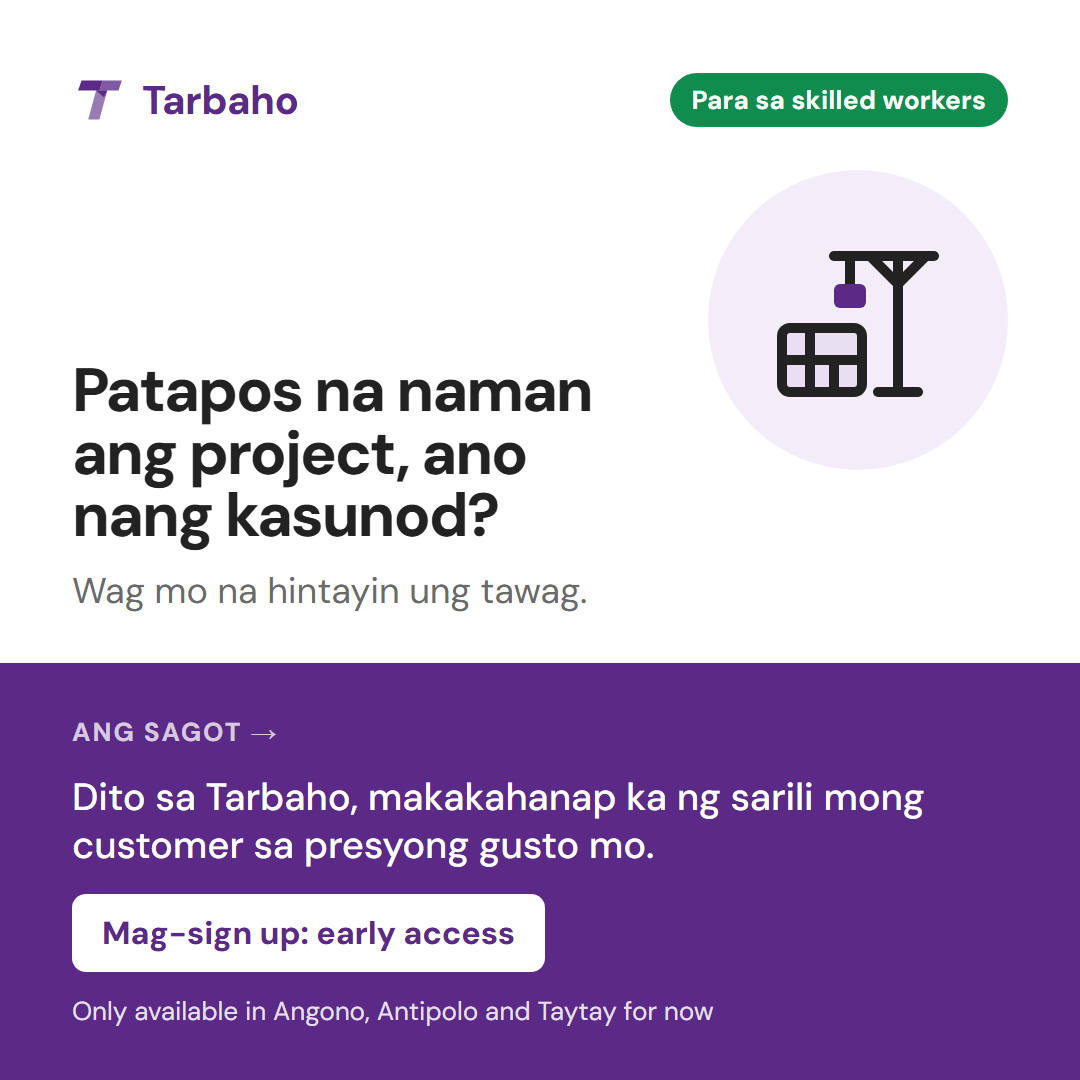 Tarbaho
Para sa skilled workers
Patapos na naman
ang project, ano
nang kasunod?
Wag mo na hintayin ung tawag.
ANG SAGOT →
Dito sa Tarbaho, makakahanap ka ng sarili mong
customer sa presyong gusto mo.
Mag-sign up: early access
Only available in Angono, Antipolo and Taytay for now